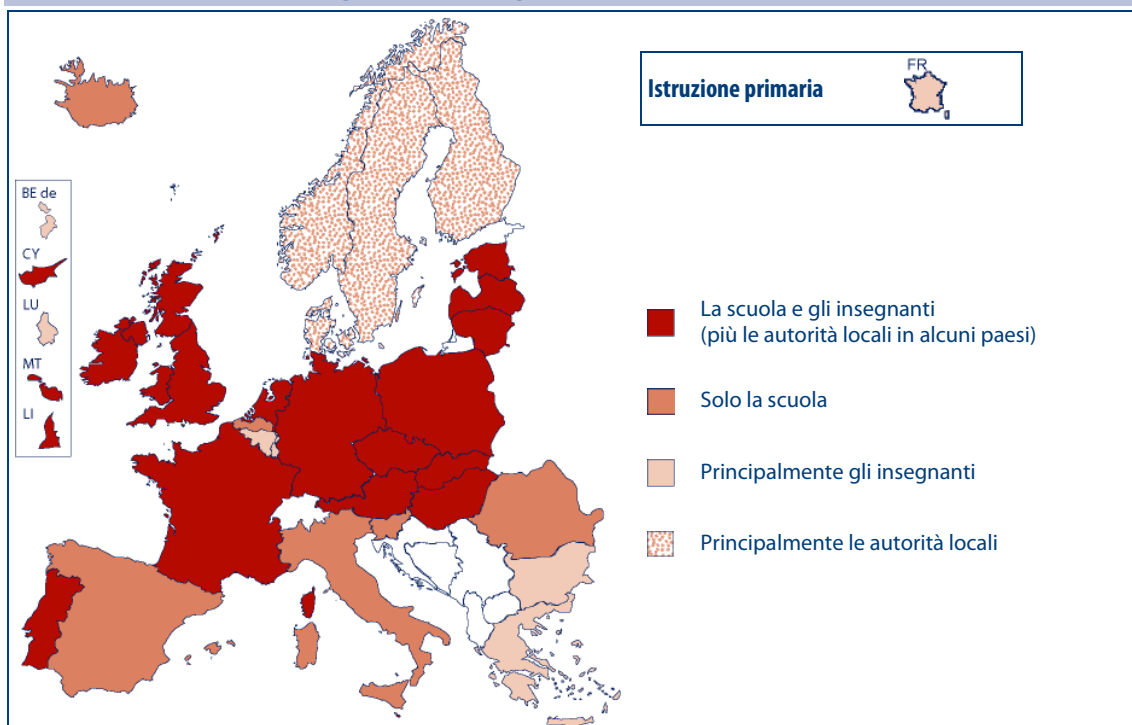 Istruzione primaria
FR
BE de
CY
LU
MT
LI
La scuola e gli insegnanti
(più le autorità locali in alcuni paesi)
Solo la scuola
Principalmente gli insegnanti
Principalmente le autorità locali